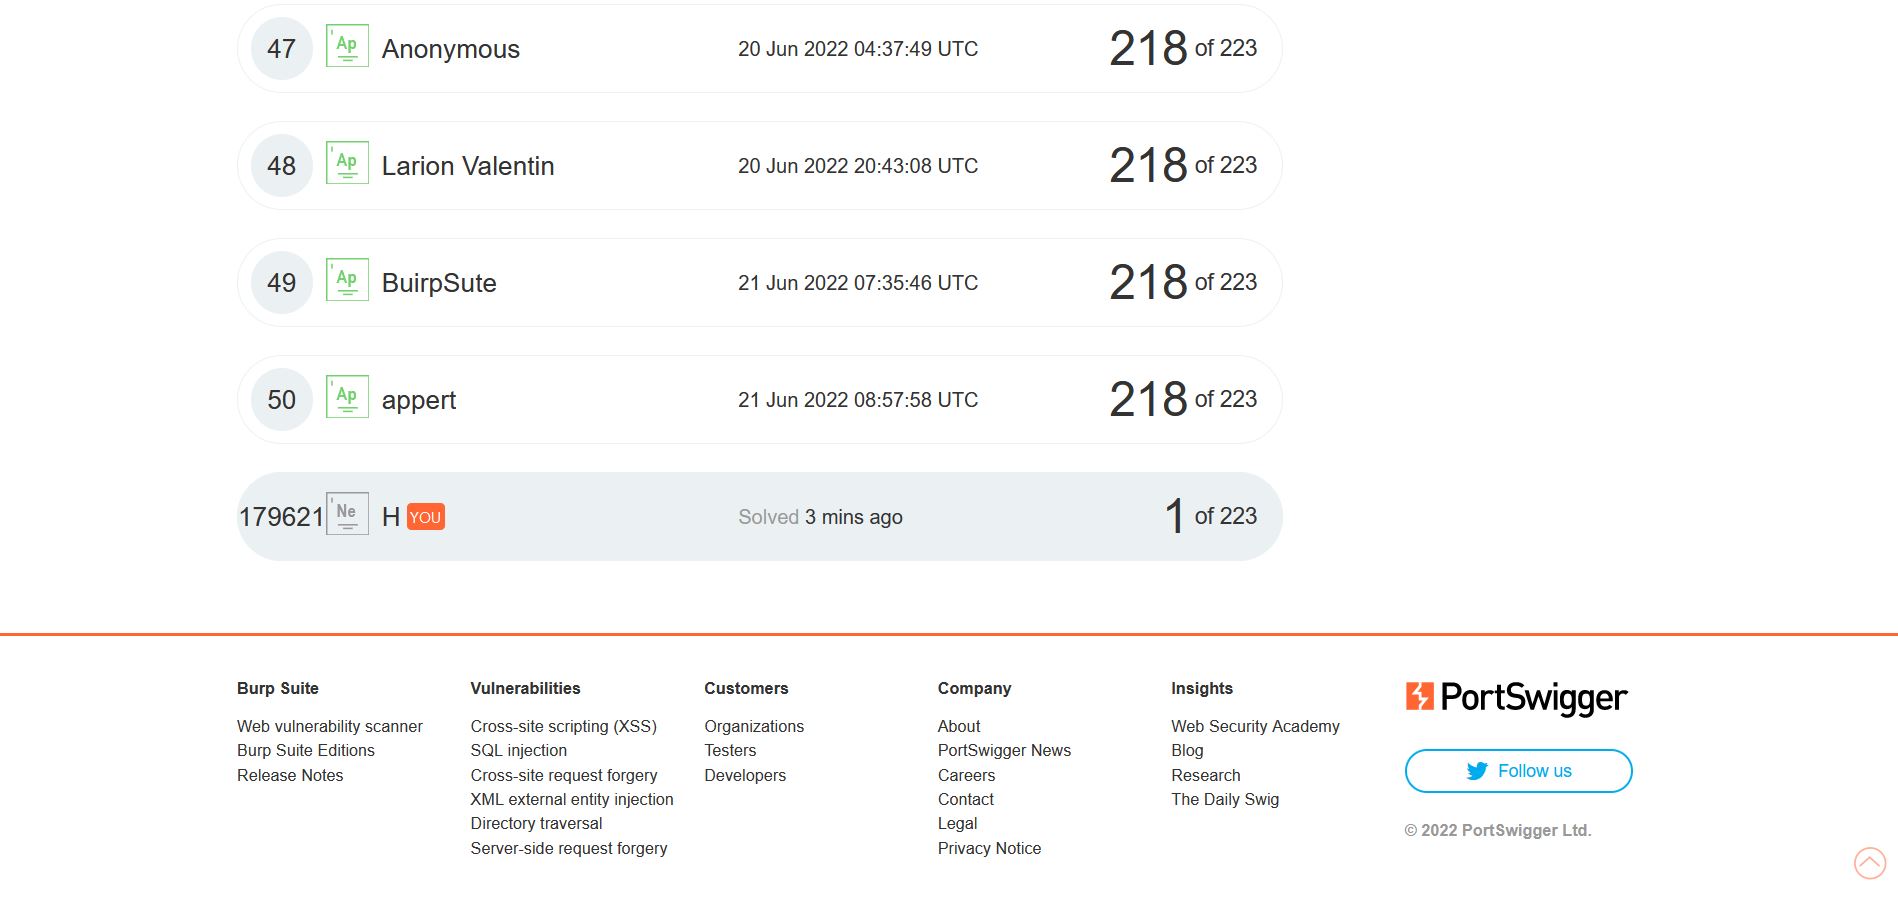 47 Ap Anonymous 20 Jun 2022 04:37:49 UTC 218 of 223
48 Ap Larion Valentin 20 Jun 2022 20:43:08 UTC 218 of 223
49 Ap BuirpSute 21 Jun 2022 07:35:46 UTC 218 of 223
50 Ap appert 21 Jun 2022 08:57:58 UTC 218 of 223
179621 Ne H YOU Solved 3 mins ago 1 of 223
Burp Suite
Web vulnerability scanner
Burp Suite Editions
Release Notes
Vulnerabilities
Cross-site scripting (XSS)
SQL injection
Cross-site request forgery
XML external entity injection
Directory traversal
Server-side request forgery
Customers
Organizations
Testers
Developers
Company
About
PortSwigger News
Careers
Contact
Legal
Privacy Notice
Insights
Web Security Academy
Blog
Research
The Daily Swig
PortSwigger
Follow us
© 2022 PortSwigger Ltd.